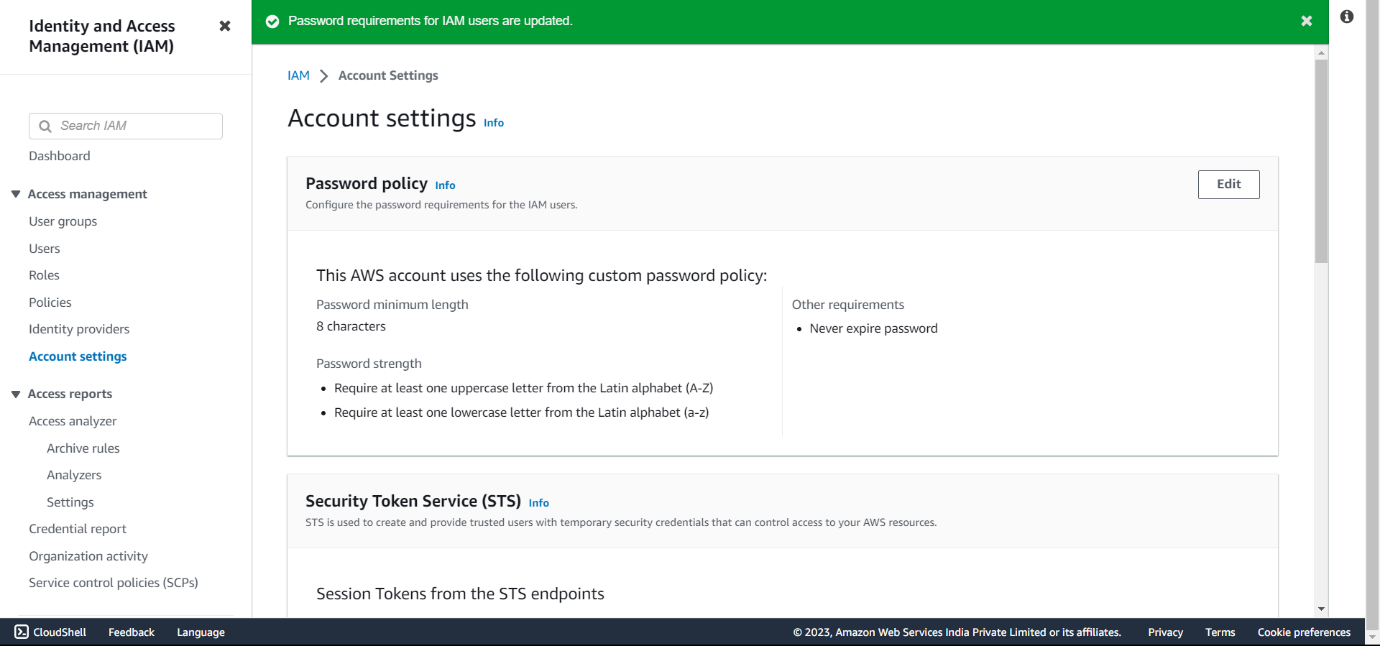 Identity and Access
Management (IAM)
Search IAM
Dashboard
Access management
User groups
Users
Roles
Policies
Identity providers
Account settings
Access reports
Access analyzer
Archive rules
Analyzers
Settings
Credential report
Organization activity
Service control policies (SCPs)
Password requirements for IAM users are updated.
IAM > Account Settings
Account settings Info
Password policy Info
Edit
Configure the password requirements for the IAM users.
This AWS account uses the following custom password policy:
Password minimum length
8 characters
Password strength
• Require at least one uppercase letter from the Latin alphabet (A-Z)
• Require at least one lowercase letter from the Latin alphabet (a-z)
Other requirements
• Never expire password
Security Token Service (STS) Info
STS is used to create and provide trusted users with temporary security credentials that can control access to your AWS resources.
Session Tokens from the STS endpoints
CloudShell Feedback Language © 2023, Amazon Web Services India Private Limited or its affiliates. Privacy Terms Cookie preferences